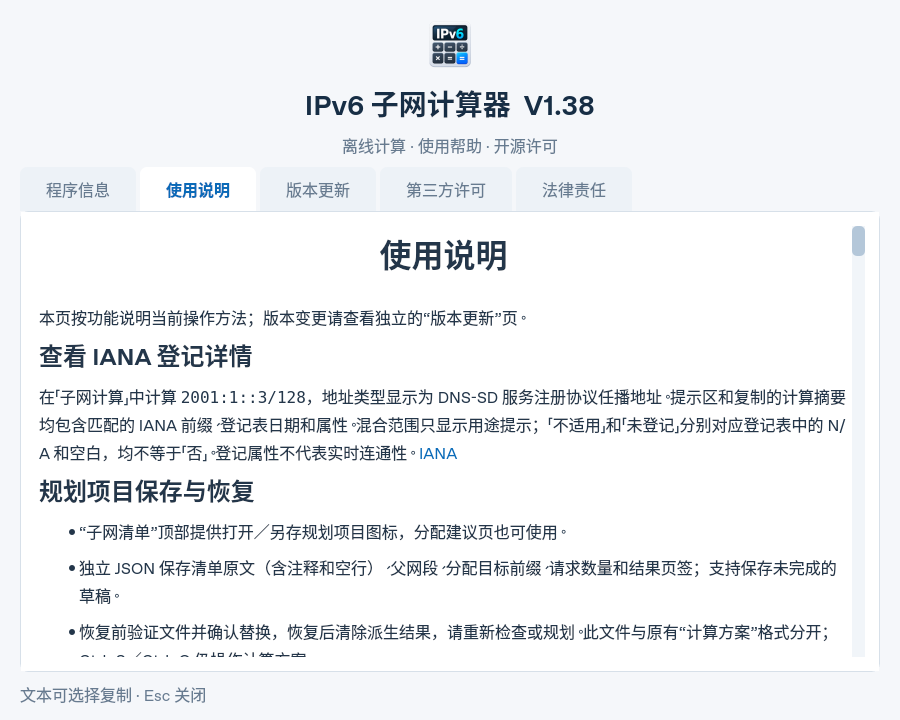 IPv6
IPv6 子网计算器 V1.38
离线计算 · 使用帮助 · 开源许可
程序信息 使用说明 版本更新 第三方许可 法律责任
使用说明
本页按功能说明当前操作方法；版本变更请查看独立的“版本更新”页。
查看 IANA 登记详情
在「子网计算」中计算 2001:1::3/128，地址类型显示为 DNS-SD 服务注册协议任播地址。提示区和复制的计算摘要
均包含匹配的 IANA 前缀、登记表日期和属性。混合范围只显示用途提示；「不适用」和「未登记」分别对应登记表中的 N/
A 和空白，均不等于「否」。登记属性不代表实时连通性。IANA
规划项目保存与恢复
• “子网清单”顶部提供打开／另存规划项目图标，分配建议页也可使用。
• 独立 JSON 保存清单原文（含注释和空行）、父网段、分配目标前缀、请求数量和结果页签；支持保存未完成的
草稿。
• 恢复前验证文件并确认替换，恢复后清除派生结果，请重新检查或规划。此文件与原有“计算方案”格式分开；
文本可选择复制 · Esc 关闭